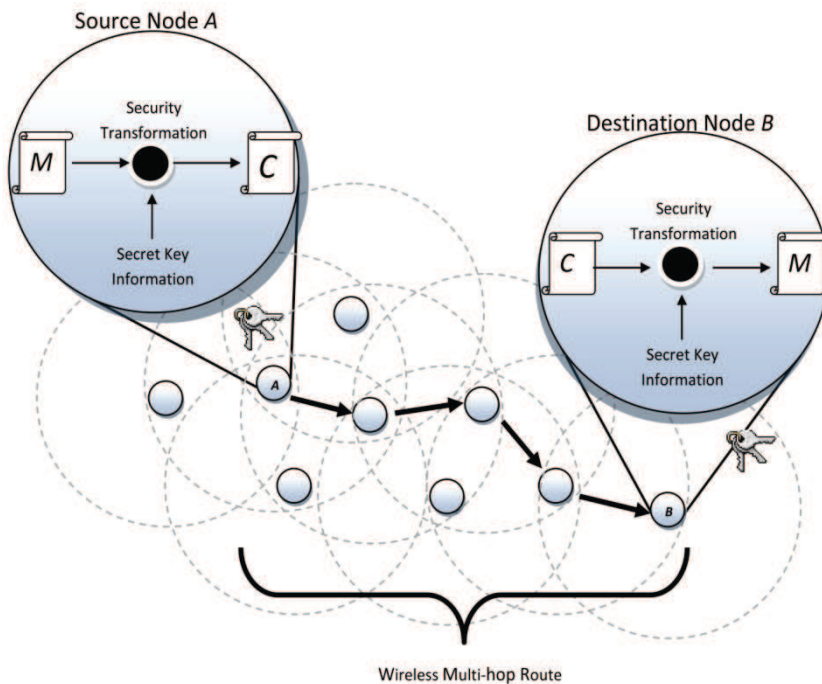 Source Node A
Security
Transformation
M
C
Secret Key
Information
Destination Node B
Security
Transformation
C
M
Secret Key
Information
A
B
Wireless Multi-hop Route